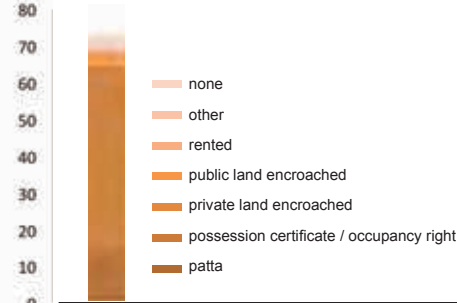 80
70
60
50
40
30
20
10
0
none
other
rented
public land encroached
private land encroached
possession certificate / occupancy right
patta